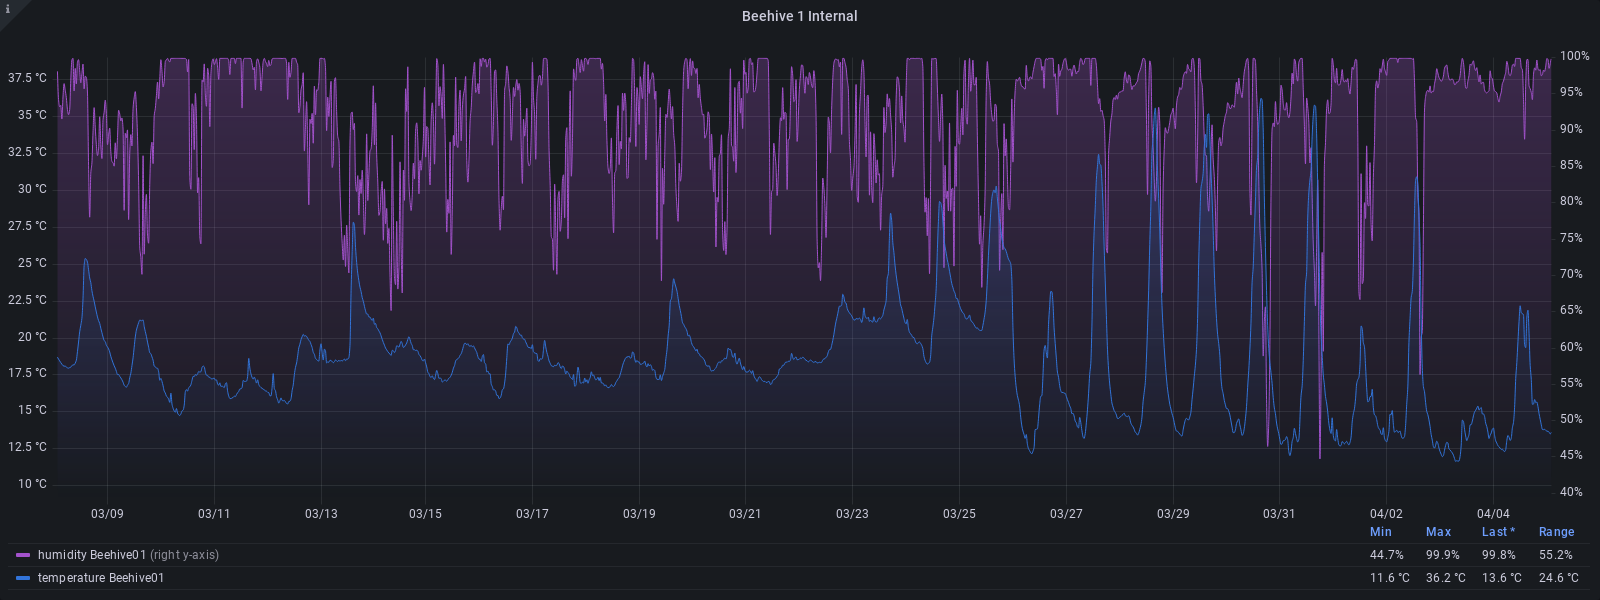 i
Beehive 1 Internal
37.5 °C
35 °C
32.5 °C
30 °C
27.5 °C
25 °C
22.5 °C
20 °C
17.5 °C
15 °C
12.5 °C
10 °C
100%
95%
90%
85%
80%
75%
70%
65%
60%
55%
50%
45%
40%
03/09 03/11 03/13 03/15 03/17 03/19 03/21 03/23 03/25 03/27 03/29 03/31 04/02 04/04
Min Max Last * Range
humidity Beehive01 (right y-axis) 44.7% 99.9% 99.8% 55.2%
temperature Beehive01 11.6 °C 36.2 °C 13.6 °C 24.6 °C